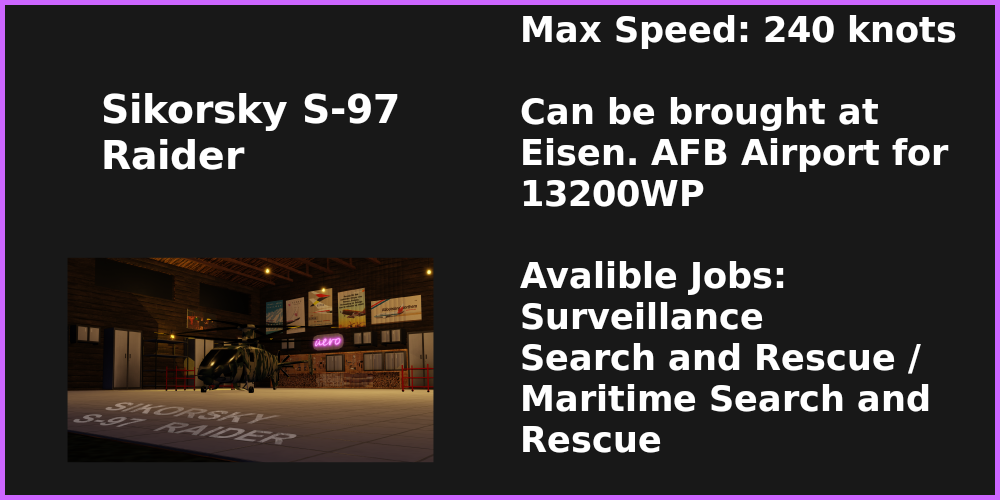 Sikorsky S-97
Raider
Max Speed: 240 knots
Can be brought at
Eisen. AFB Airport for
13200WP
Avalible Jobs:
Surveillance
Search and Rescue /
Maritime Search and
Rescue
aero
SIKORSKY
S-97 RAIDER